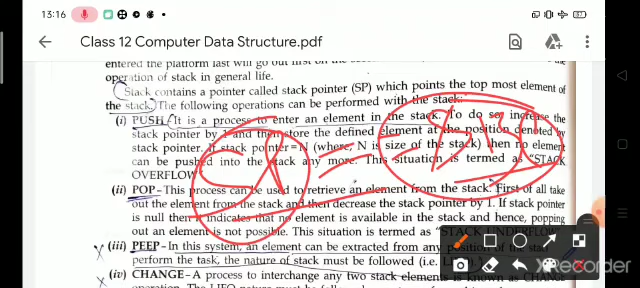 13:16
87
Class 12 Computer Data Structure.pdf
entered the platform last will go out first on the
operation of stack in general life.
Stack contains a pointer called stack pointer (SP) which points the top most element of
the stack. The following operations can be performed with the stack:
(i) PUSH (It is a process to enter an element in the stack. To do so increase the
stack pointer by 1 and then store the defined element at the position denoted by
stack pointer. If stack pointer = N (where, N is size of the stack) then no element
can be pushed into the stack any more. This situation is termed as "STACK
OVERFLOW"
(ii) POP- This process can be used to retrieve an element from the stack. First of all take
out the element from the stack and then decrease the stack pointer by 1. If stack pointer
is null then it indicates that no element is available in the stack and hence, popping
out an element is not possible. This situation is termed as "STACK UNDERFLOW"
(iii) PEEP - In this system, an element can be extracted from any position of the stack
perform the task, the nature of stack must be followed (i.e.
(iv) CHANGE-A process to interchange any two stack elements is known as CHANGE
operation. The LIFO nature must be followed
XRecorder